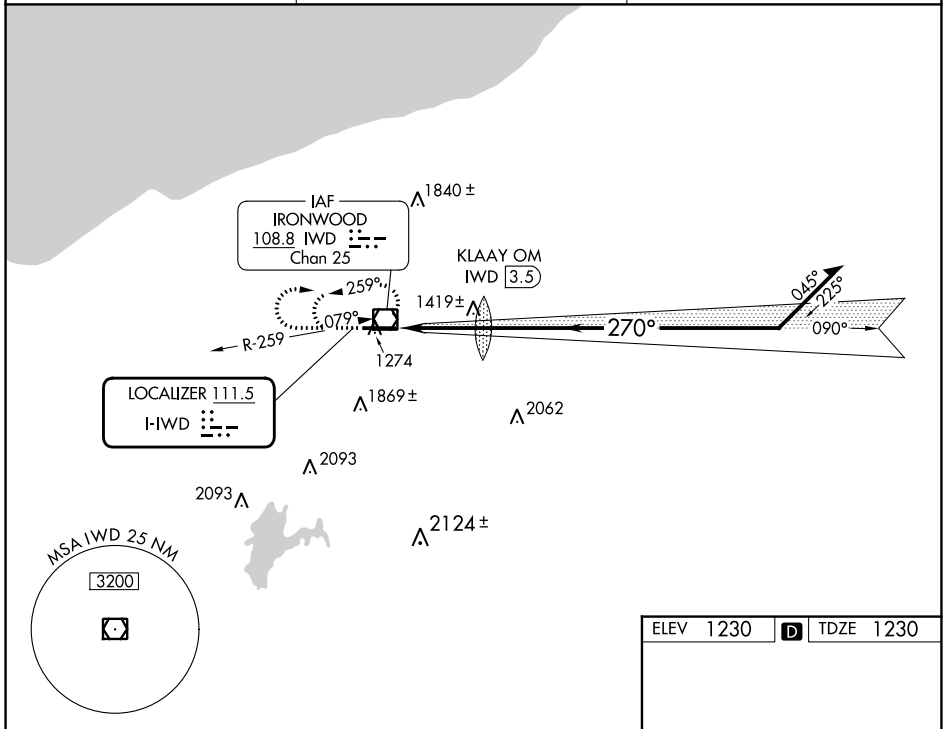 1840 ±
IAF
IRONWOOD
108.8 IWD
Chan 25
KLAAY OM
IWD 3.5
259°
1419 ±
045°
225°
079°
270°
090°
R-259
1274
LOCALIZER 111.5
I-IWD
1869 ±
2062
2093
2093
2124 ±
MSA IWD 25 NM
3200
ELEV 1230 D TDZE 1230